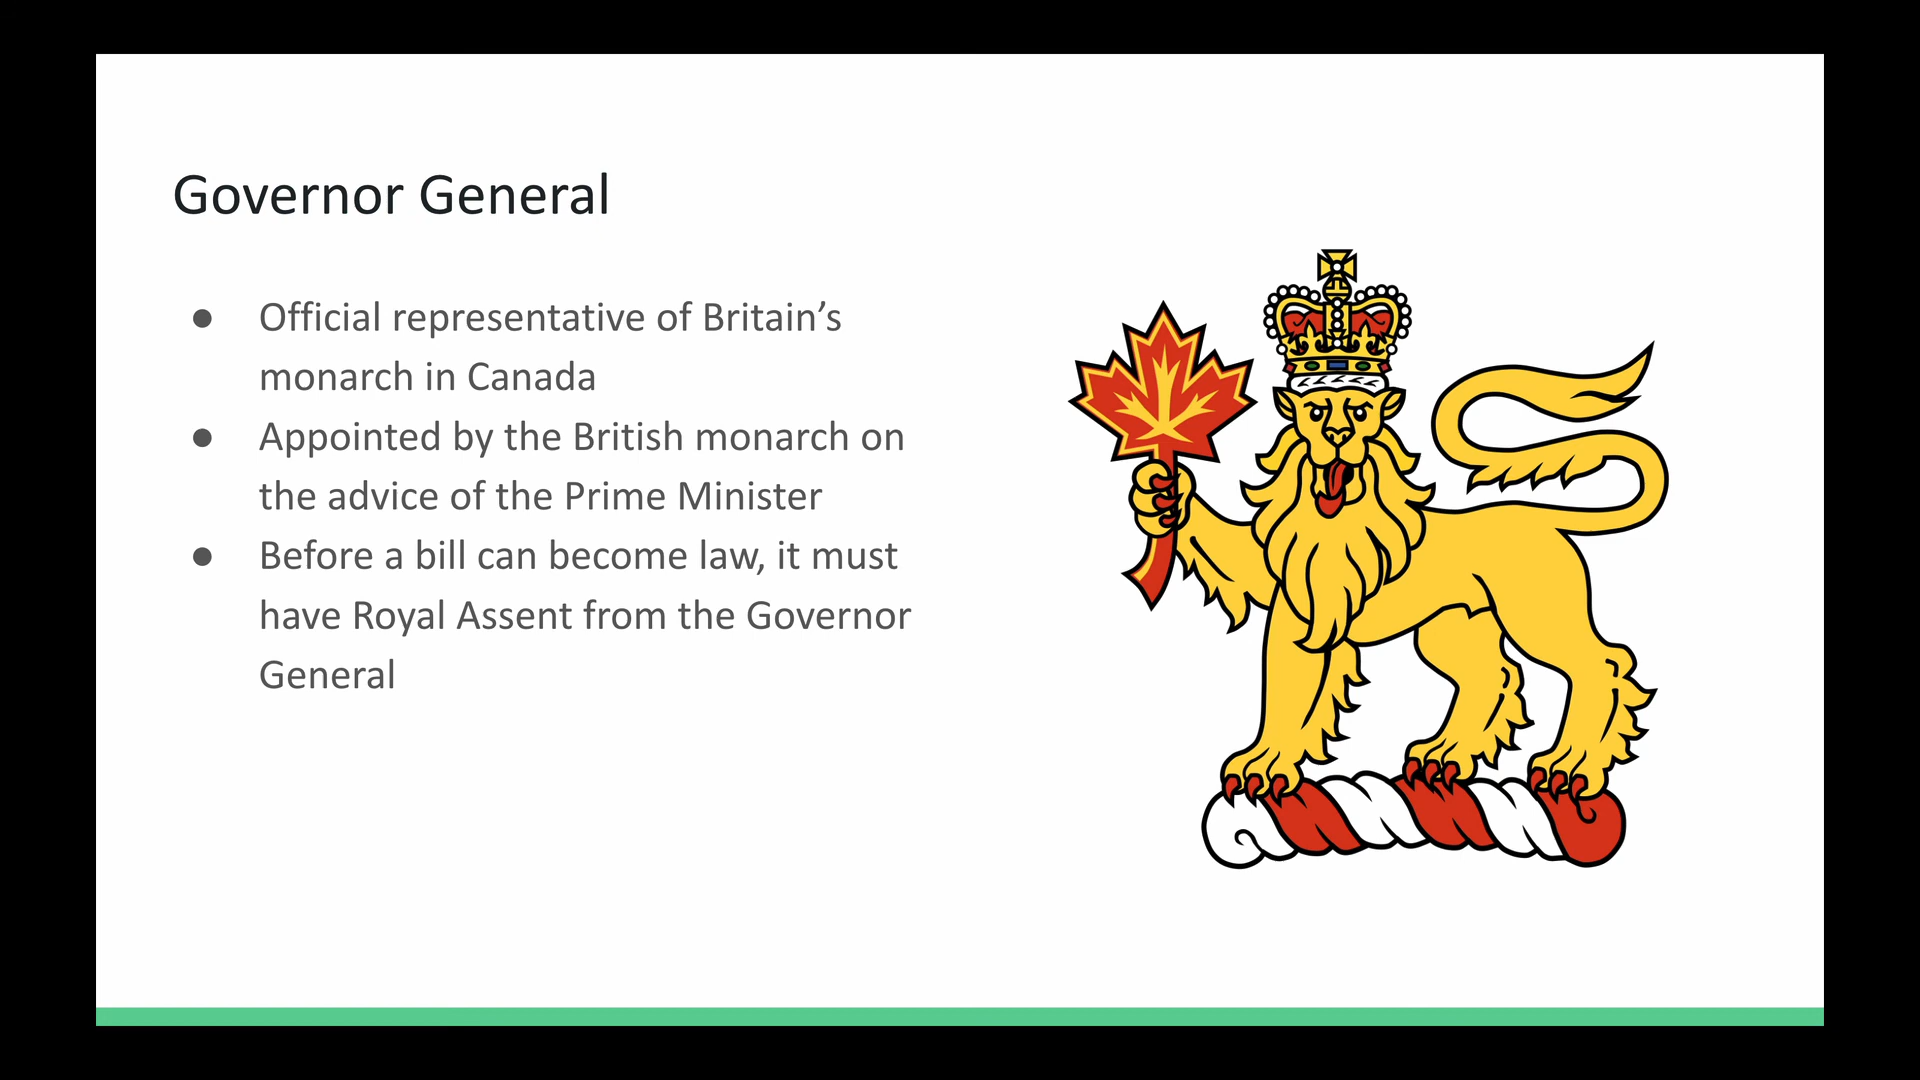 Governor General
● Official representative of Britain’s
monarch in Canada
● Appointed by the British monarch on
the advice of the Prime Minister
● Before a bill can become law, it must
have Royal Assent from the Governor
General